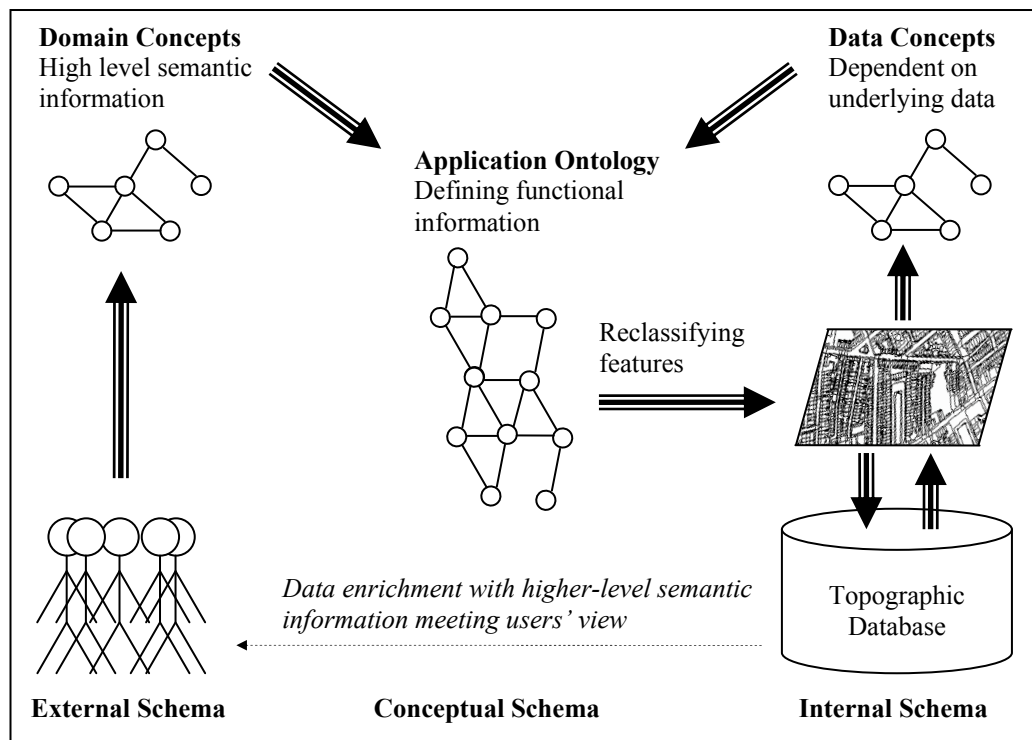 Domain Concepts
High level semantic
information
Data Concepts
Dependent on
underlying data
Application Ontology
Defining functional
information
Reclassifying
features
Data enrichment with higher-level semantic
information meeting users’ view
Topographic
Database
External Schema
Conceptual Schema
Internal Schema